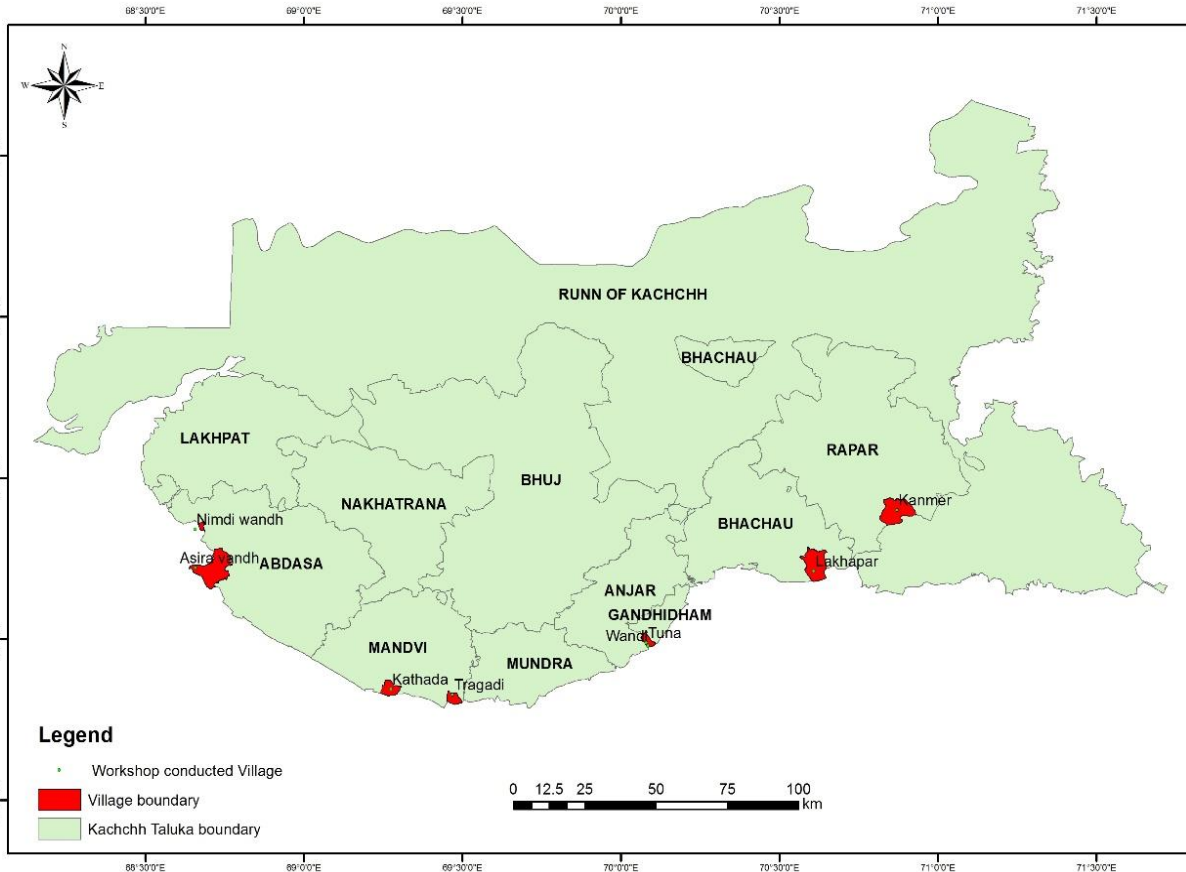 68°30'0"E 69°0'0"E 69°30'0"E 70°0'0"E 70°30'0"E 71°0'0"E 71°30'0"E
N
W E
S
RUNN OF KACHCHH
BHACHAU
LAKHPAT
RAPAR
BHUJ
NAKHATRANA
Kanmer
Nimdi wandh
BHACHAU
Asira vandh
ABDASA
Lakhapar
ANJAR
GANDHIDHAM
Tuna
MANDVI
MUNDRA
Kathada
Tragadi
Legend
Workshop conducted Village
Village boundary
Kachchh Taluka boundary
0 12.5 25 50 75 100
km
68°30'0"E 69°0'0"E 69°30'0"E 70°0'0"E 70°30'0"E 71°0'0"E 71°30'0"E